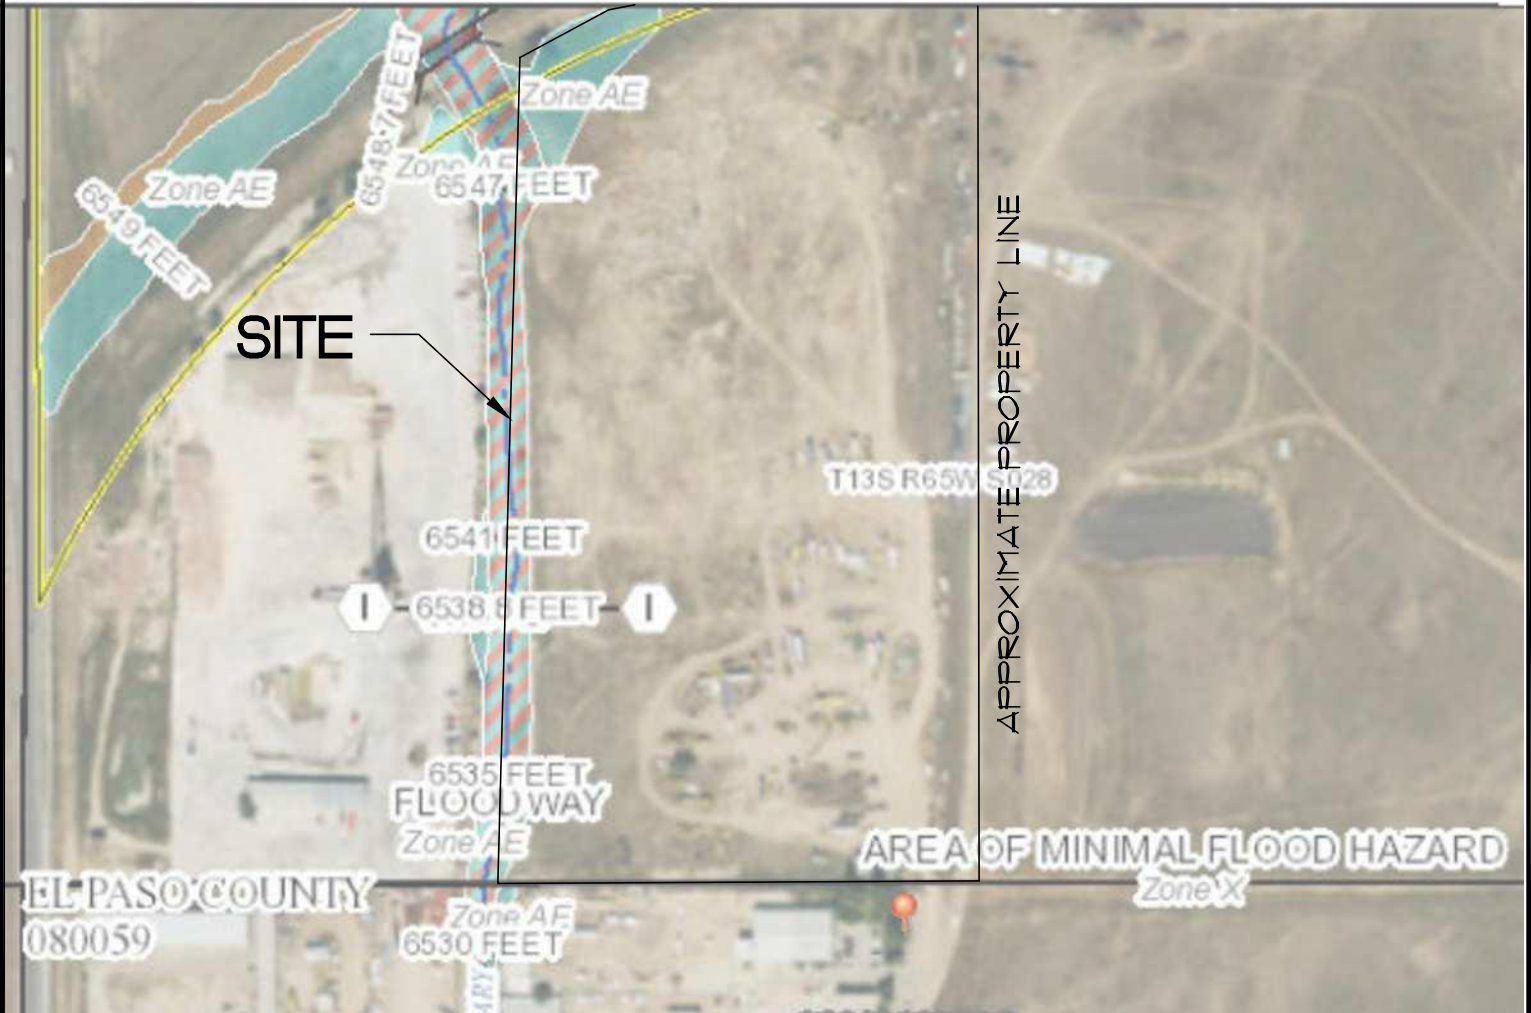 6548.7 FEET
Zone AE
Zone AE
Zone AE
6547 FEET
6549 FEET
SITE
APPROXIMATE PROPERTY LINE
T13S R65W S028
6541 FEET
I
6538.8 FEET
I
6535 FEET
FLOODWAY
Zone AE
AREA OF MINIMAL FLOOD HAZARD
Zone X
EL PASO COUNTY
080059
Zone AE
6530 FEET